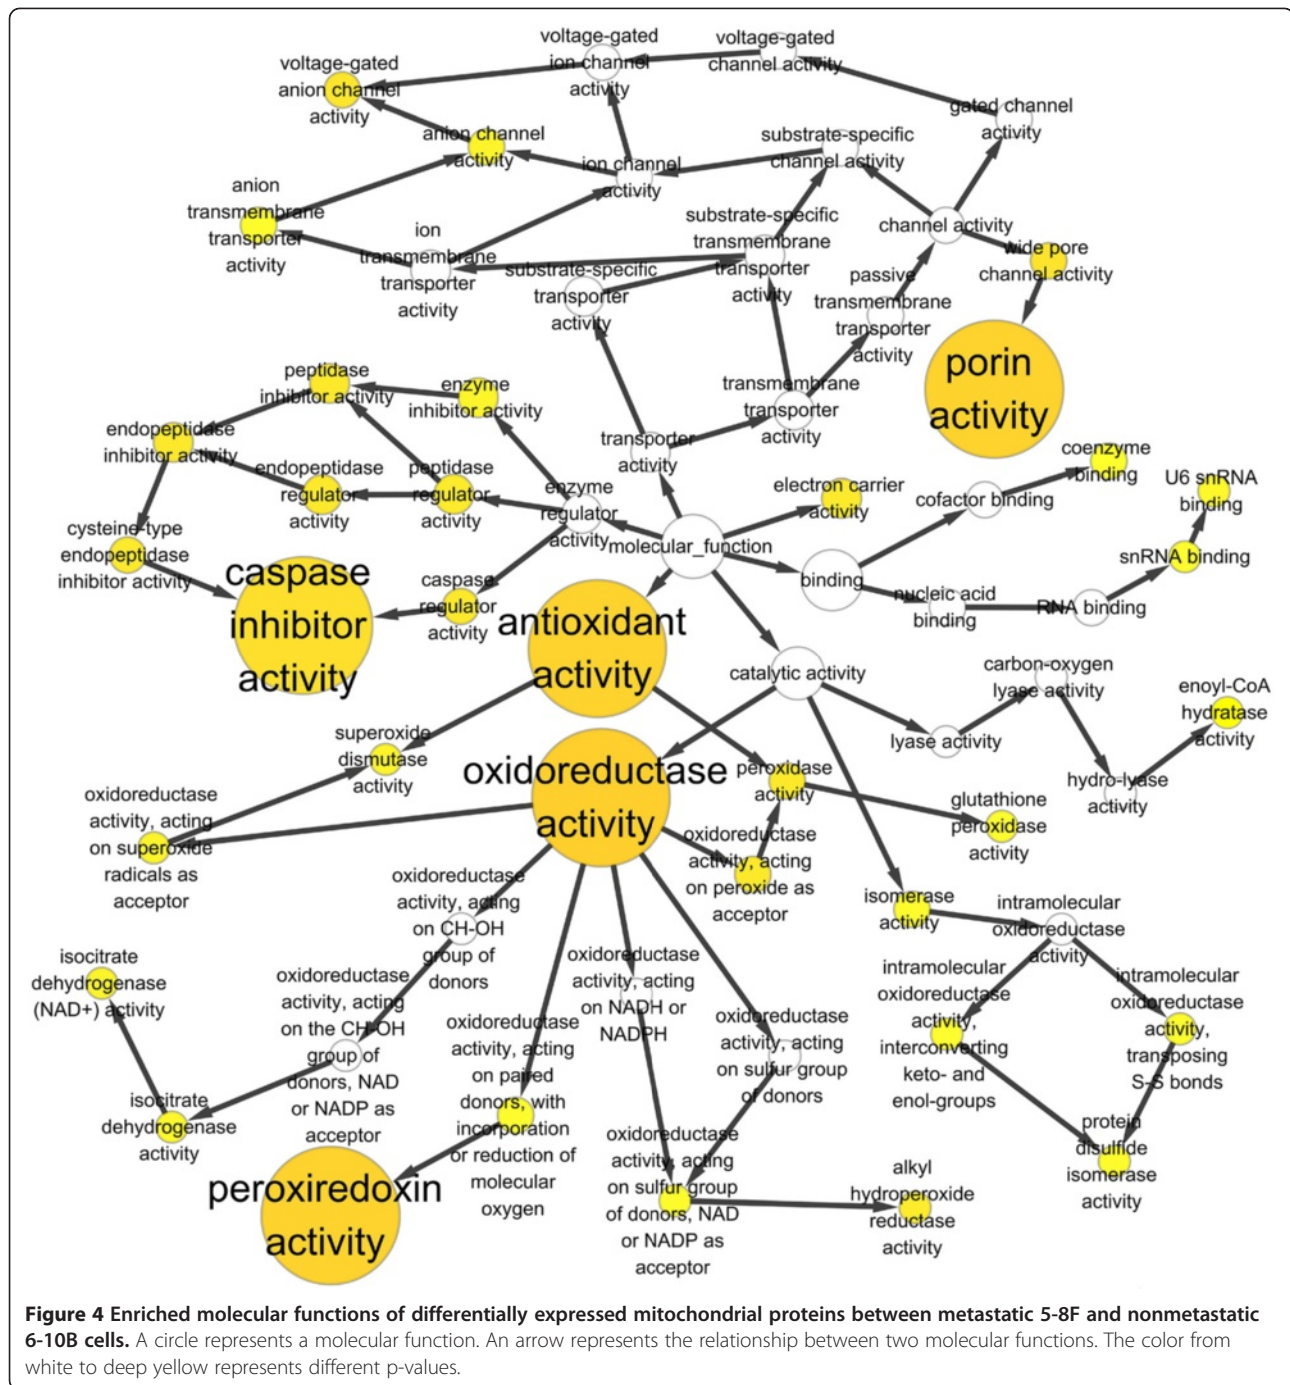 voltage-gated
ion channel
activity
voltage-gated
channel activity
voltage-gated
anion channel
activity
gated channel
activity
anion channel
activity
substrate-specific
channel activity
ion channel
activity
anion
transmembrane
transporter
activity
ion
transmembrane
transporter
activity
substrate-specific
transmembrane
transporter
activity
channel activity
wide pore
channel activity
substrate-specific
transporter
activity
passive
transmembrane
transporter
activity
porin
activity
peptidase
inhibitor activity
enzyme
inhibitor activity
transmembrane
transporter
activity
endopeptidase
inhibitor activity
transporter
activity
endopeptidase
regulator
activity
peptidase
regulator
activity
enzyme
regulator
activity
electron carrier
activity
cofactor binding
coenzyme
binding
U6 snRNA
binding
cysteine-type
endopeptidase
inhibitor activity
molecular_function
binding
snRNA binding
caspase
inhibitor
activity
caspase
regulator
activity
antioxidant
activity
nucleic acid
binding
RNA binding
catalytic activity
carbon-oxygen
lyase activity
enoyl-CoA
hydratase
activity
lyase activity
superoxide
dismutase
activity
oxidoreductase
activity
peroxidase
activity
hydro-lyase
activity
oxidoreductase
activity, acting
on superoxide
radicals as
acceptor
glutathione
peroxidase
activity
oxidoreductase
activity, acting
on peroxide as
acceptor
oxidoreductase
activity, acting
on CH-OH
group of
donors
isomerase
activity
intramolecular
oxidoreductase
activity
isocitrate
dehydrogenase
(NAD+) activity
oxidoreductase
activity, acting
on the CH-OH
group of
donors, NAD
or NADP as
acceptor
oxidoreductase
activity, acting
on NADH or
NADPH
oxidoreductase
activity, acting
on paired
donors, with
incorporation
or reduction of
molecular
oxygen
oxidoreductase
activity, acting
on sulfur group
of donors
intramolecular
oxidoreductase
activity,
interconverting
keto- and
enol-groups
intramolecular
oxidoreductase
activity,
transposing
S-S bonds
isocitrate
dehydrogenase
activity
protein
disulfide
isomerase
activity
oxidoreductase
activity, acting
on sulfur group
of donors, NAD
or NADP as
acceptor
alkyl
hydroperoxide
reductase
activity
peroxiredoxin
activity
Figure 4 Enriched molecular functions of differentially expressed mitochondrial proteins between metastatic 5-8F and nonmetastatic
6-10B cells. A circle represents a molecular function. An arrow represents the relationship between two molecular functions. The color from
white to deep yellow represents different p-values.